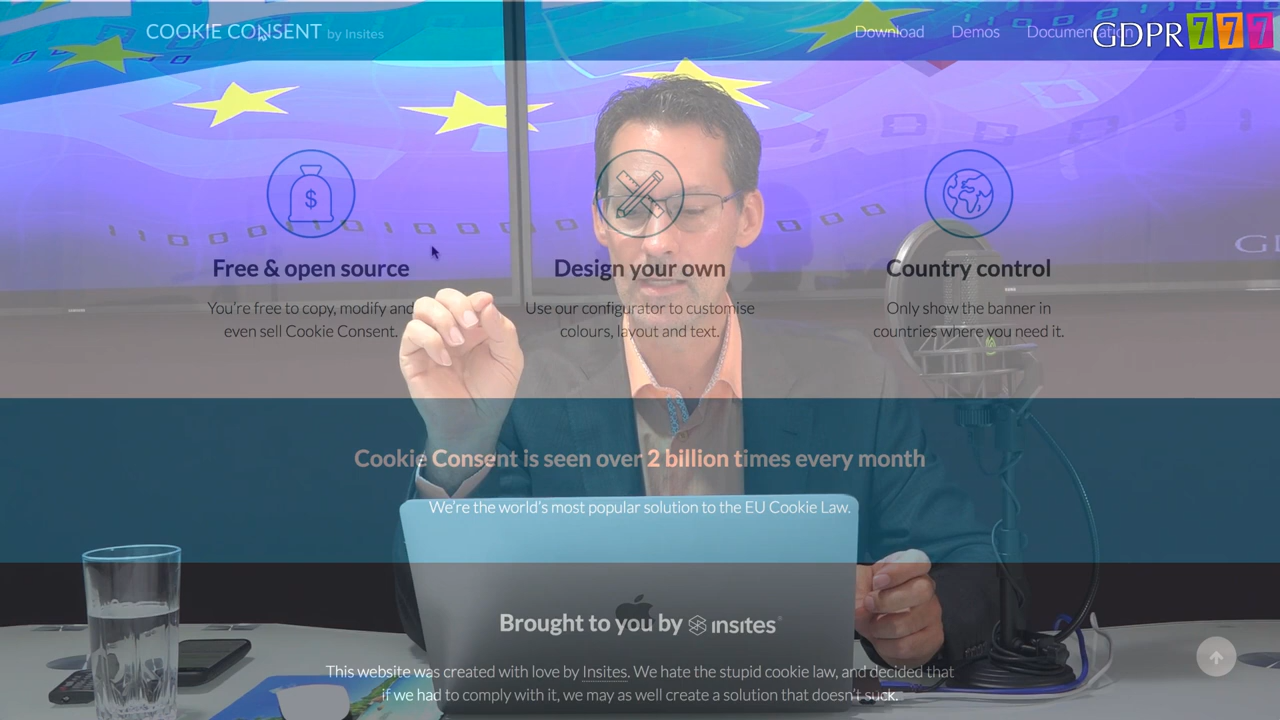 COOKIE CONSENT by Insites
Download Demos Documentation
GDPR777
$
Free & open source
Design your own
Country control
You're free to copy, modify and
even sell Cookie Consent.
Use our configurator to customise
colours, layout and text.
Only show the banner in
countries where you need it.
G
Cookie Consent is seen over 2 billion times every month
We're the world's most popular solution to the EU Cookie Law.
Brought to you by insites
This website was created with love by Insites. We hate the stupid cookie law, and decided that
if we had to comply with it, we may as well create a solution that doesn't suck.